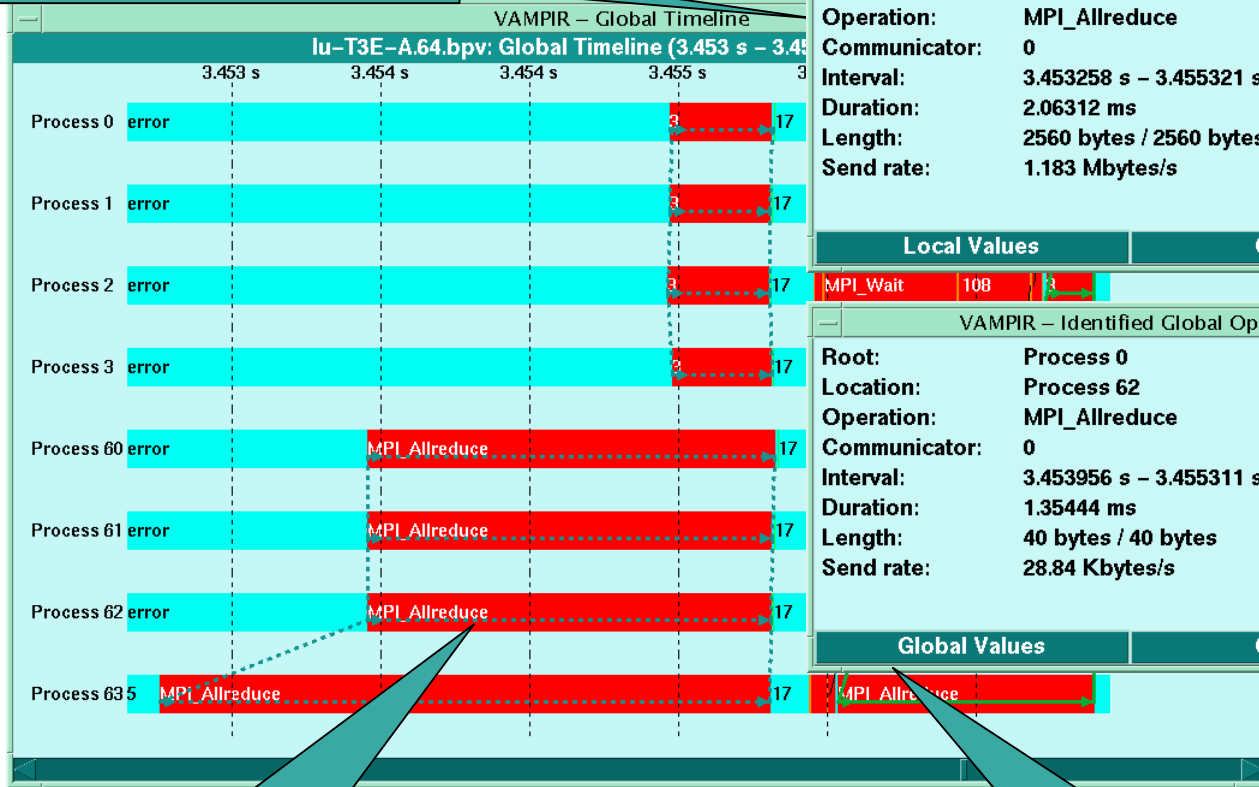 VAMPIR – Global Timeline
lu–T3E–A.64.bpv: Global Timeline (3.453 s – 3.45
3.453 s 3.454 s 3.454 s 3.455 s 3
Process 0 error 3 17
Process 1 error 3 17
Process 2 error 3 17 MPI_Wait 108 3
Process 3 error 3 17
Process 60 error MPI_Allreduce 17
Process 61 error MPI_Allreduce 17
Process 62 error MPI_Allreduce 17
Process 63 5 MPI_Allreduce 17 MPI_Allreduce
Operation: MPI_Allreduce
Communicator: 0
Interval: 3.453258 s – 3.455321 s
Duration: 2.06312 ms
Length: 2560 bytes / 2560 bytes
Send rate: 1.183 Mbytes/s
Local Values
VAMPIR – Identified Global Op
Root: Process 0
Location: Process 62
Operation: MPI_Allreduce
Communicator: 0
Interval: 3.453956 s – 3.455311 s
Duration: 1.35444 ms
Length: 40 bytes / 40 bytes
Send rate: 28.84 Kbytes/s
Global Values